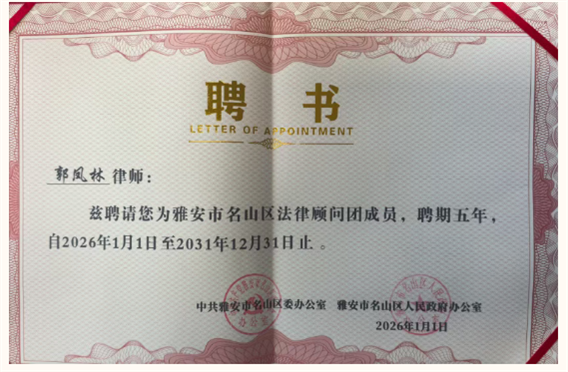 聘 书
LETTER OF APPOINTMENT
郭凤林 律师：
兹聘请您为雅安市名山区法律顾问团成员，聘期五年，
自2026年1月1日至2031年12月31日止 。
中共雅安市名山区委办公室 雅安市名山区人民政府办公室
2026年1月1日